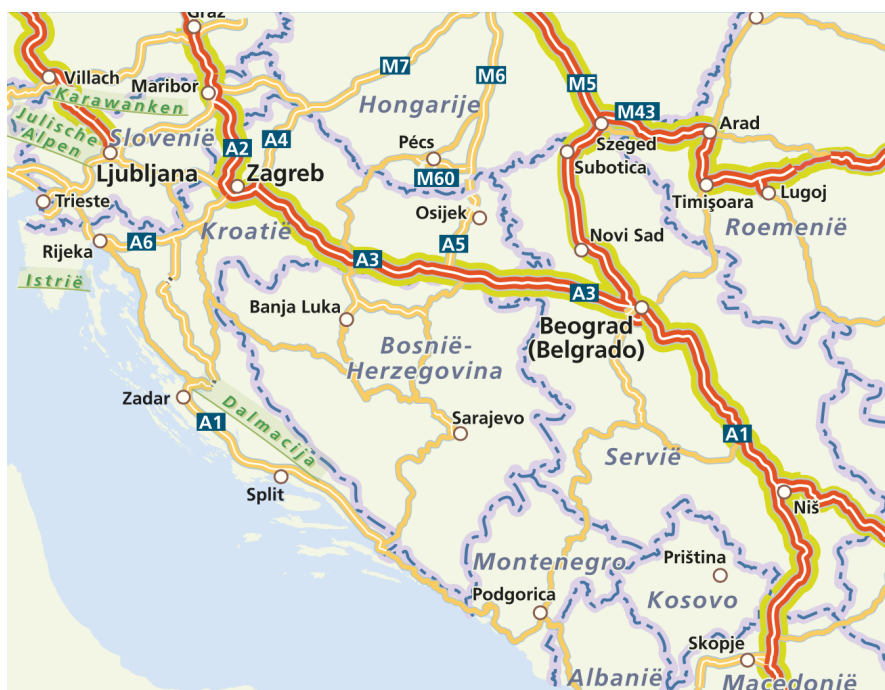 Graz
Villach
Maribor
M7
M6
M5
Karawanken
Hongarije
M43
Julische
Alpen
Slovenië
A2
A4
Arad
Szeged
Pécs
Subotica
Ljubljana
Zagreb
M60
Timişoara
Lugoj
Trieste
Osijek
Roemenië
Kroatië
Novi Sad
Rijeka
A6
A5
A3
Istrië
A3
Banja Luka
Beograd
(Belgrado)
Bosnië-
Herzegovina
Zadar
Dalmacija
A1
Sarajevo
A1
Servië
Split
Niš
Montenegro
Priština
Podgorica
Kosovo
Skopje
Albanië
Macedonië